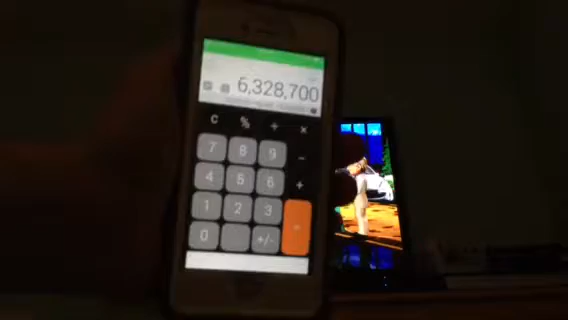 6,328,700
C % ÷ ×
7 8 9 -
4 5 6 +
1 2 3 =
0 +/-